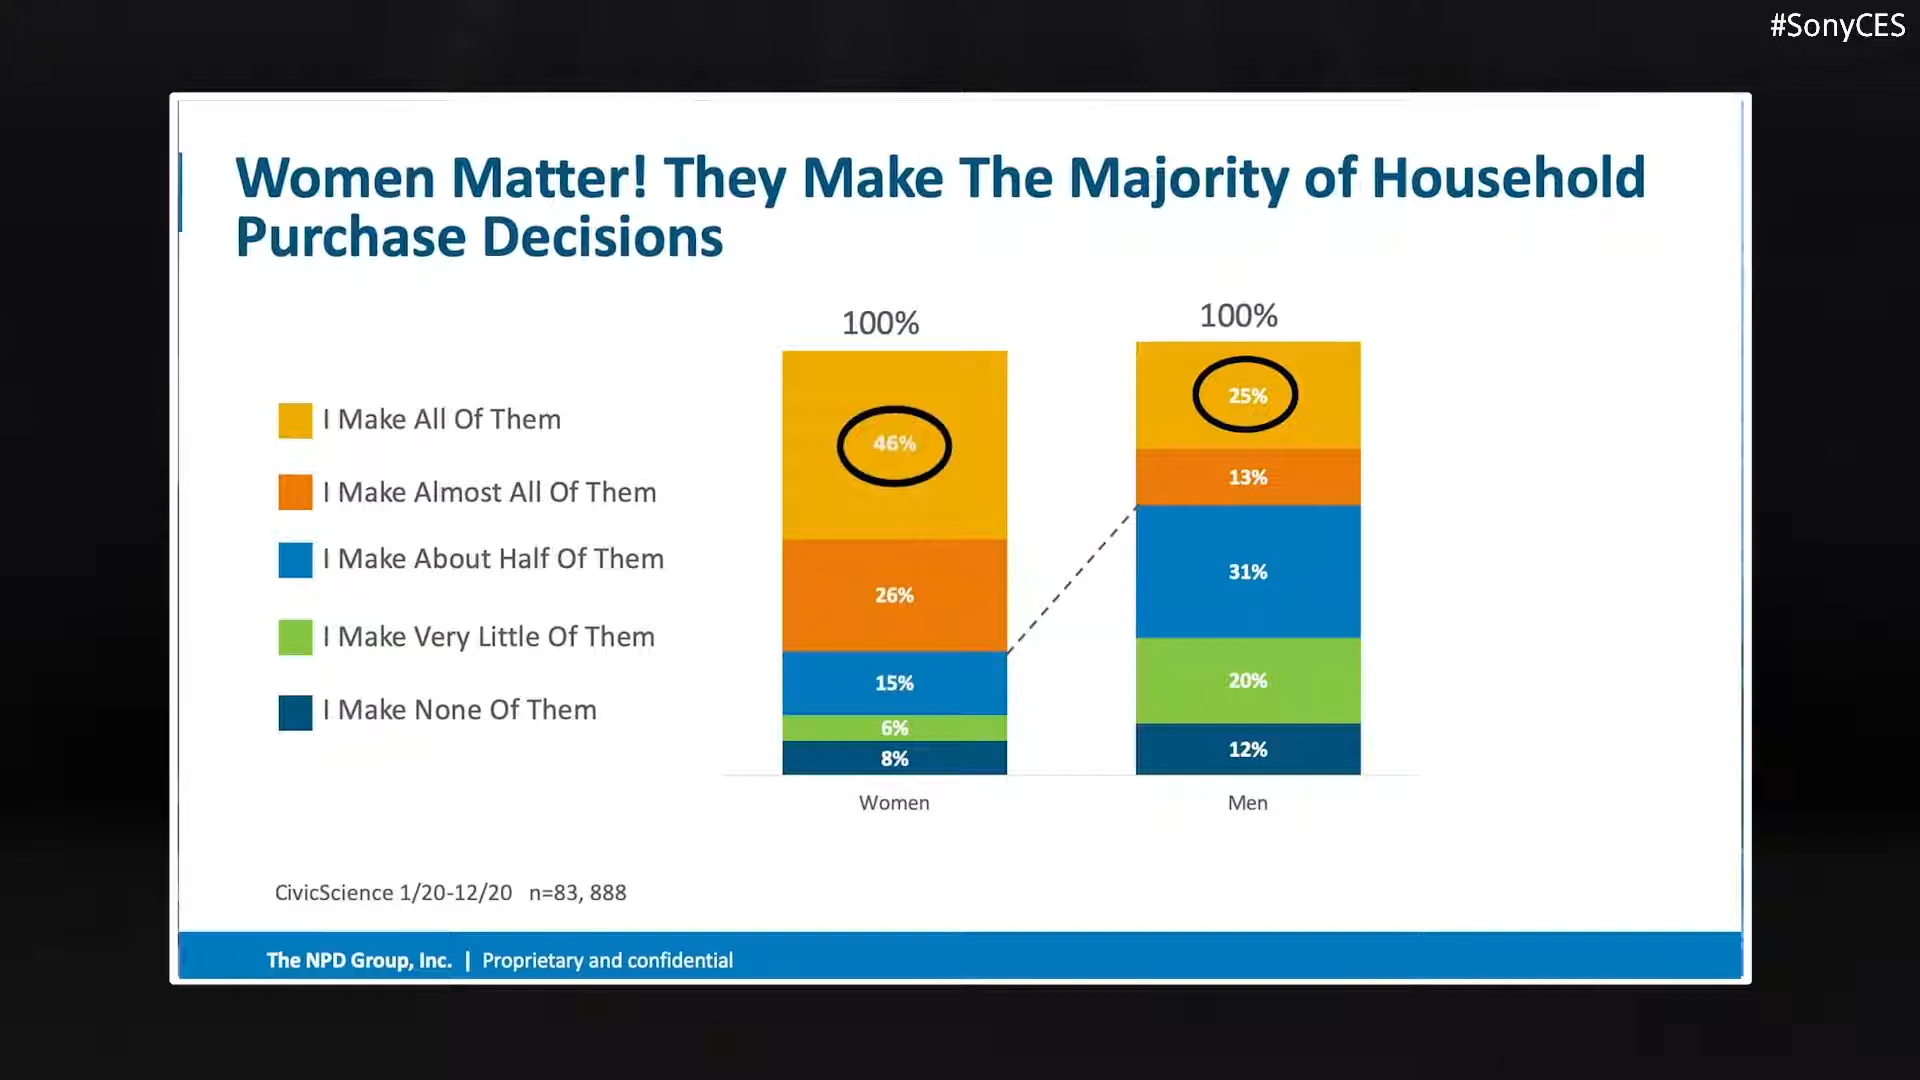 #SonyCES
Women Matter! They Make The Majority of Household
Purchase Decisions
100%
100%
I Make All Of Them
I Make Almost All Of Them
I Make About Half Of Them
I Make Very Little Of Them
I Make None Of Them
46%
26%
15%
6%
8%
25%
13%
31%
20%
12%
Women
Men
CivicScience 1/20-12/20 n=83, 888
The NPD Group, Inc. | Proprietary and confidential